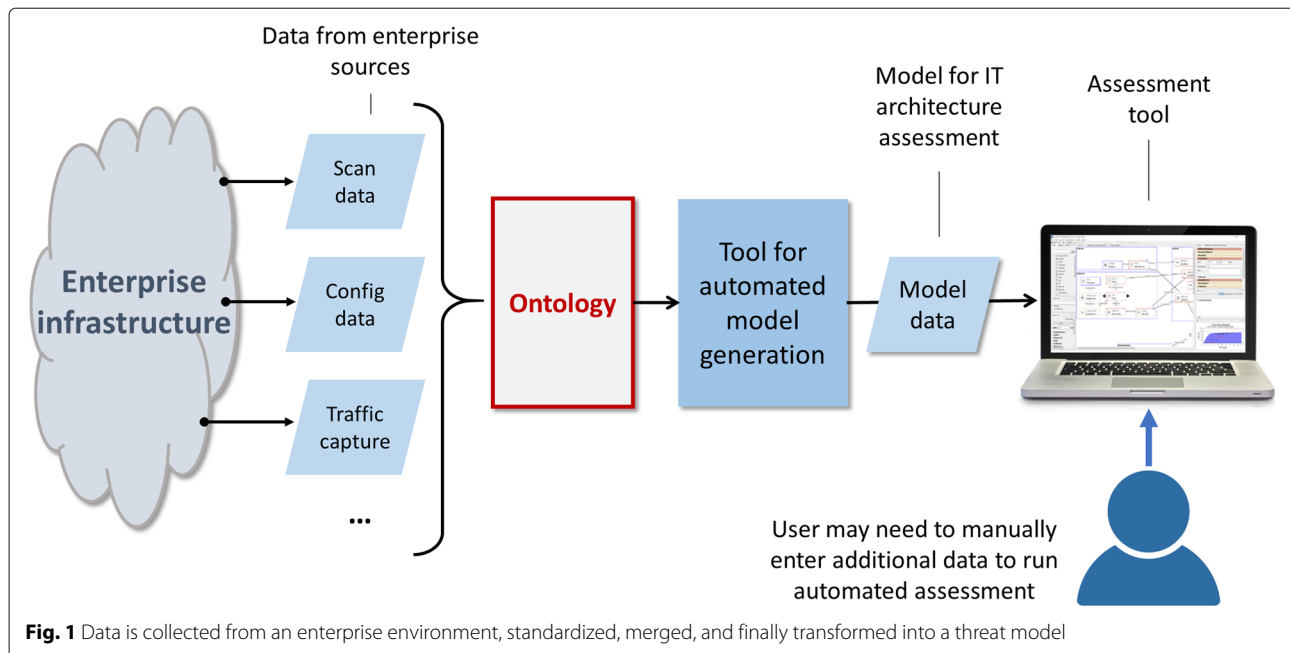 Data from enterprise
sources
Model for IT
architecture
assessment
Assessment
tool
Scan
data
Enterprise
infrastructure
Config
data
Ontology
Tool for
automated
model
generation
Model
data
Traffic
capture
...
User may need to manually
enter additional data to run
automated assessment
Fig. 1 Data is collected from an enterprise environment, standardized, merged, and finally transformed into a threat model